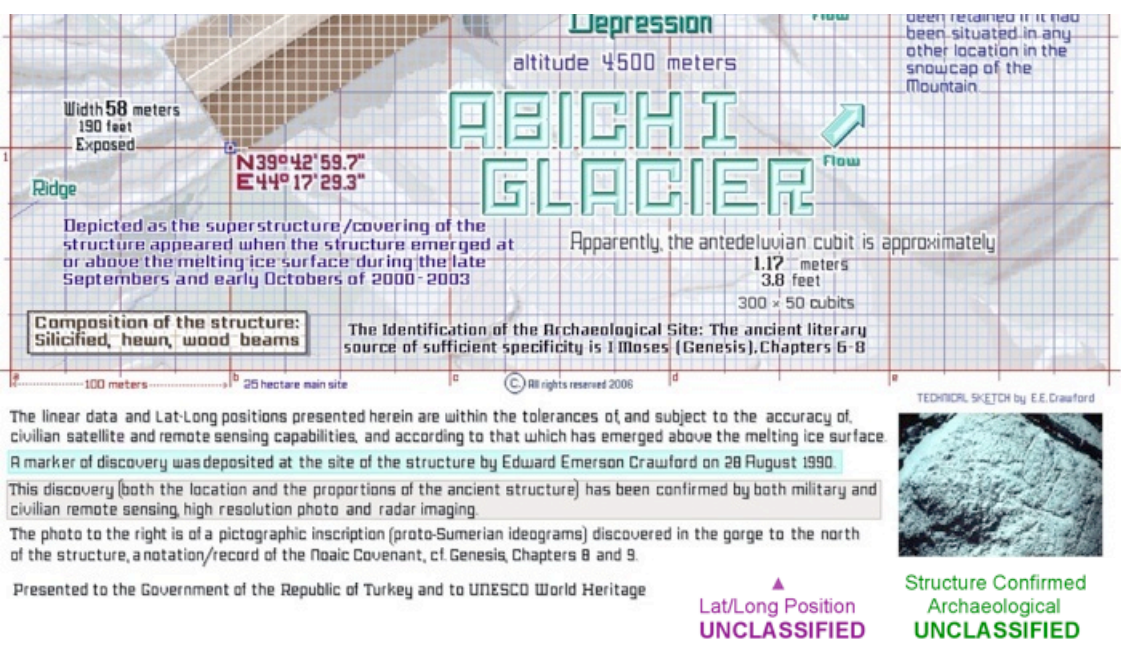 Depression
Flow
been retained if it had
been situated in any
other location in the
snowcap of the
Mountain
altitude 4500 meters
ABICH I
GLACIER
Flow
Width 58 meters
190 feet
Exposed
1
N39° 42' 59.7"
E44° 17' 29.3"
Ridge
Depicted as the superstructure/covering of the
structure appeared when the structure emerged at
or above the melting ice surface during the late
Septembers and early Octobers of 2000-2003
Apparently, the antedeluvian cubit is approximately
1.17 meters
3.8 feet
300 x 50 cubits
Composition of the structure:
Silicified, hewn, wood beams
The Identification of the Archaeological Site: The ancient literary
source of sufficient specificity is I Moses (Genesis), Chapters 6-8
a
100 meters
b
25 hectare main site
c
© All rights reserved 2006
d
e
TECHNICAL SKETCH by E.E.Crawford
The linear data and Lat-Long positions presented herein are within the tolerances of, and subject to the accuracy of,
civilian satellite and remote sensing capabilities, and according to that which has emerged above the melting ice surface.
A marker of discovery was deposited at the site of the structure by Edward Emerson Crawford on 28 August 1990.
This discovery (both the location and the proportions of the ancient structure) has been confirmed by both military and
civilian remote sensing, high resolution photo and radar imaging.
The photo to the right is of a pictographic inscription (proto-Sumerian ideograms) discovered in the gorge to the north
of the structure, a notation/record of the Noaic Covenant, cf. Genesis, Chapters 8 and 9.
Presented to the Government of the Republic of Turkey and to UNESCO World Heritage
Lat/Long Position
UNCLASSIFIED
Structure Confirmed
Archaeological
UNCLASSIFIED